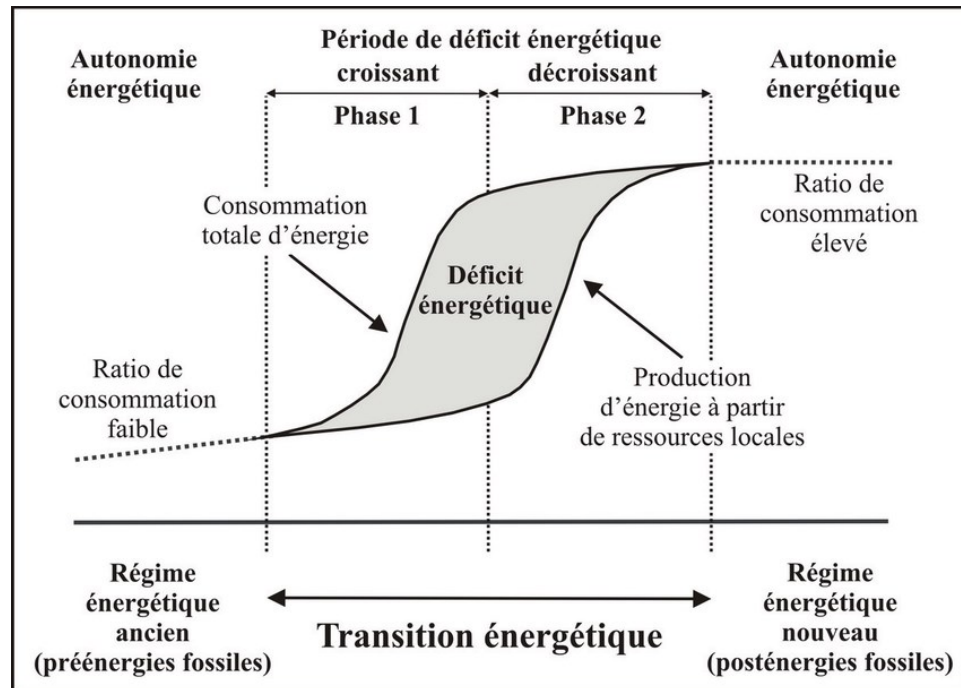 Autonomie
énergétique
Période de déficit énergétique
croissant
décroissant
Phase 1
Phase 2
Autonomie
énergétique
Consommation
totale d'énergie
Déficit
énergétique
Ratio de
consommation
élevé
Ratio de
consommation
faible
Production
d'énergie à partir
de ressources locales
Régime
énergétique
ancien
(préénergies fossiles)
Transition énergétique
Régime
énergétique
nouveau
(posténergies fossiles)